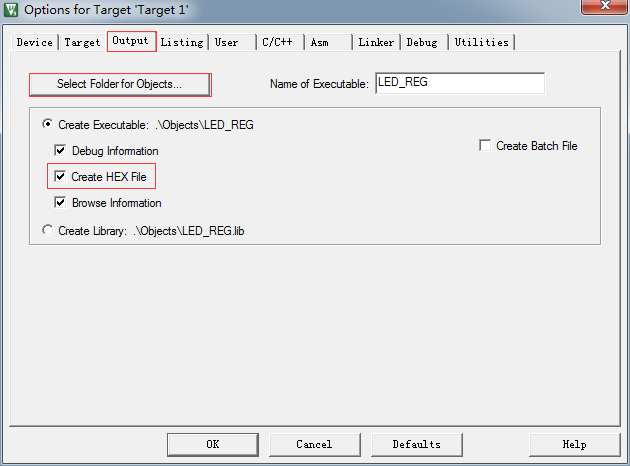 Options for Target 'Target 1'
Device Target Output Listing User C/C++ Asm Linker Debug Utilities
Select Folder for Objects... Name of Executable: LED_REG
Create Executable: .\Objects\LED_REG
Debug Information Create Batch File
Create HEX File
Browse Information
Create Library: .\Objects\LED_REG.lib
OK Cancel Defaults Help